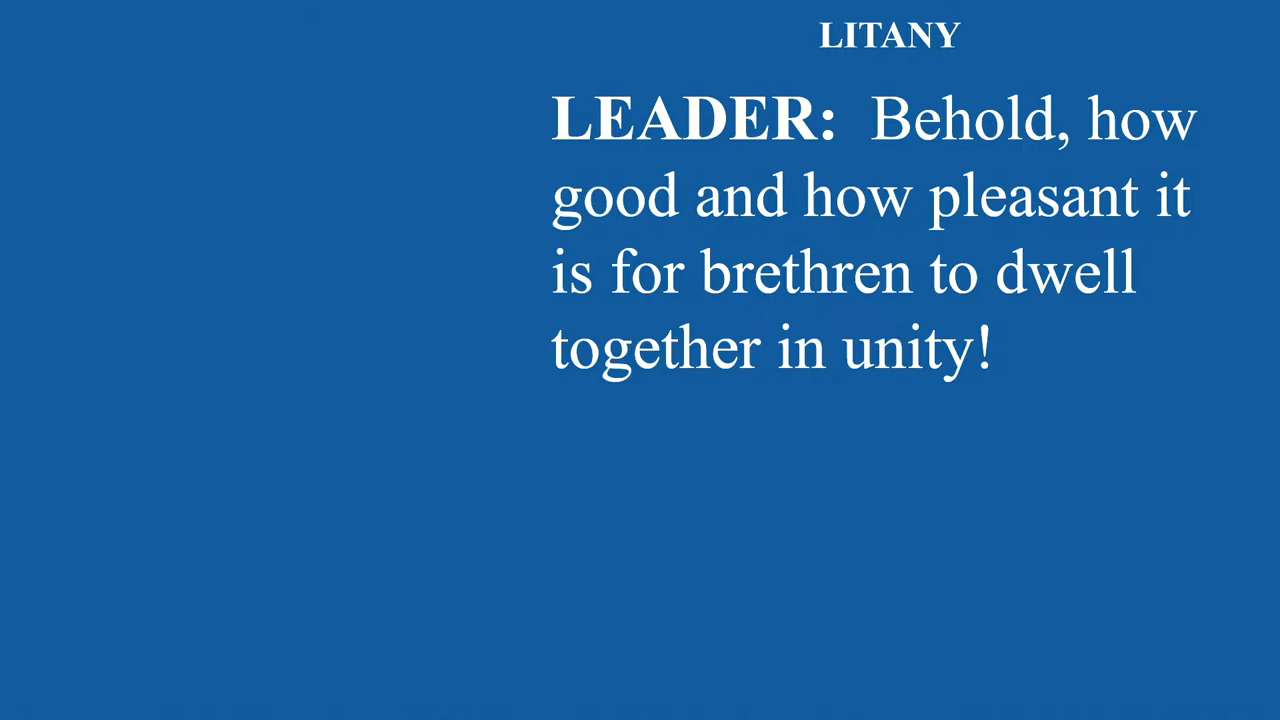 LITANY
LEADER: Behold, how
good and how pleasant it
is for brethren to dwell
together in unity!